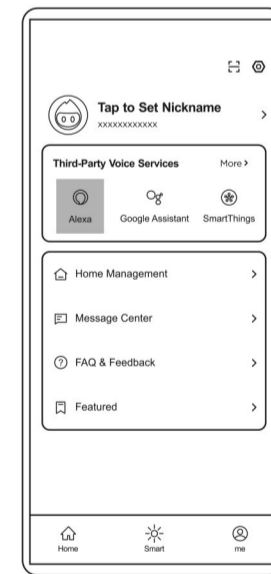 Tap to Set Nickname
xxxxxxxxxxxx
Third-Party Voice Services More >
Alexa Google Assistant SmartThings
Home Management
Message Center
FAQ & Feedback
Featured
Home Smart me